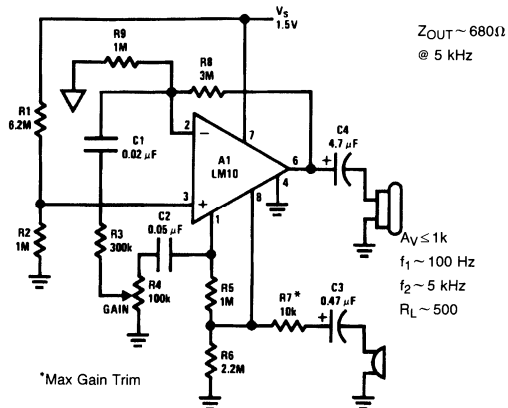 VS
1.5V
ZOUT ~ 680Ω
@ 5 kHz
R9
1M
R8
3M
R1
6.2M
C1
0.02 µF
2
−
7
A1
LM10
6
4
C4
+
4.7 µF
3
+
8
1
R2
1M
R3
300k
C2
0.05 µF
R4
100k
GAIN
R5
1M
R7*
10k
C3
0.47 µF
+
R6
2.2M
AV ≤ 1k
f1 ~ 100 Hz
f2 ~ 5 kHz
RL ~ 500
*Max Gain Trim